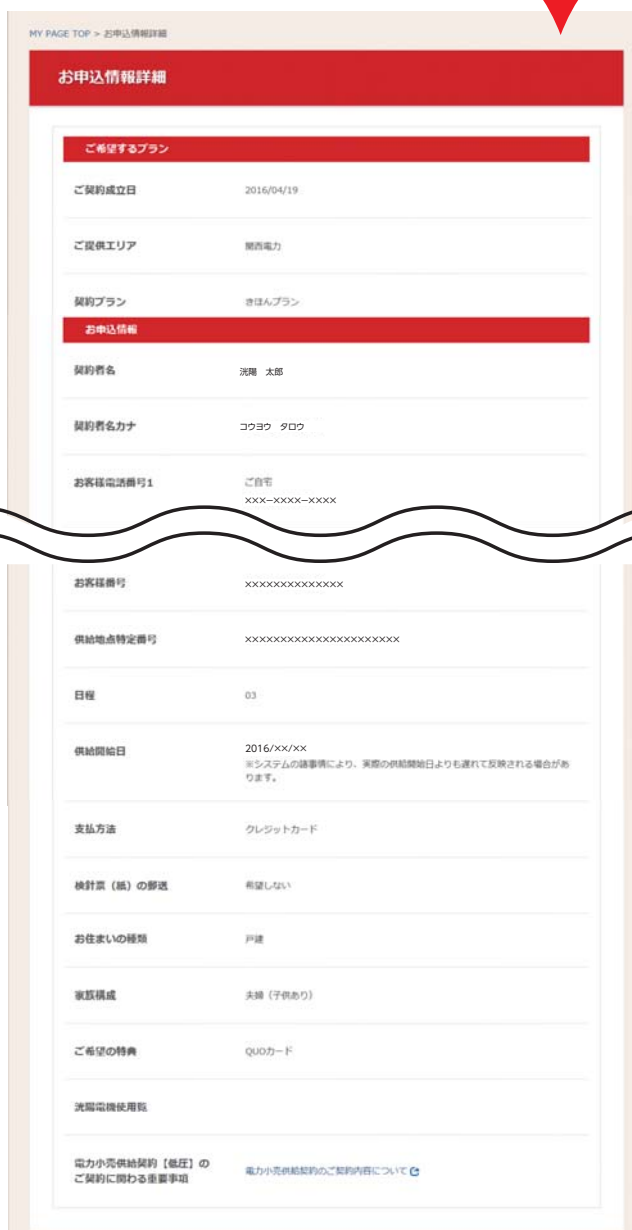 MY PAGE TOP > お申込情報詳細
お申込情報詳細
ご希望するプラン
ご契約成立日 2016/04/19
ご提供エリア 関西電力
契約プラン きほんプラン
お申込情報
契約者名 洸陽 太郎
契約者名カナ コウヨウ タロウ
お客様電話番号1 ご自宅
×××-××××-××××
お客様番号 ××××××××××××××
供給地点特定番号 ××××××××××××××××××××××
日程 03
供給開始日 2016/××/××
※システムの諸事情により、実際の供給開始日よりも遅れて反映される場合があ
ります。
支払方法 クレジットカード
検針票（紙）の郵送 希望しない
お住まいの種類 戸建
家族構成 夫婦（子供あり）
ご希望の特典 QUOカード
洸陽電機使用覧
電力小売供給契約【低圧】の
ご契約に関わる重要事項 電力小売供給契約のご契約内容について